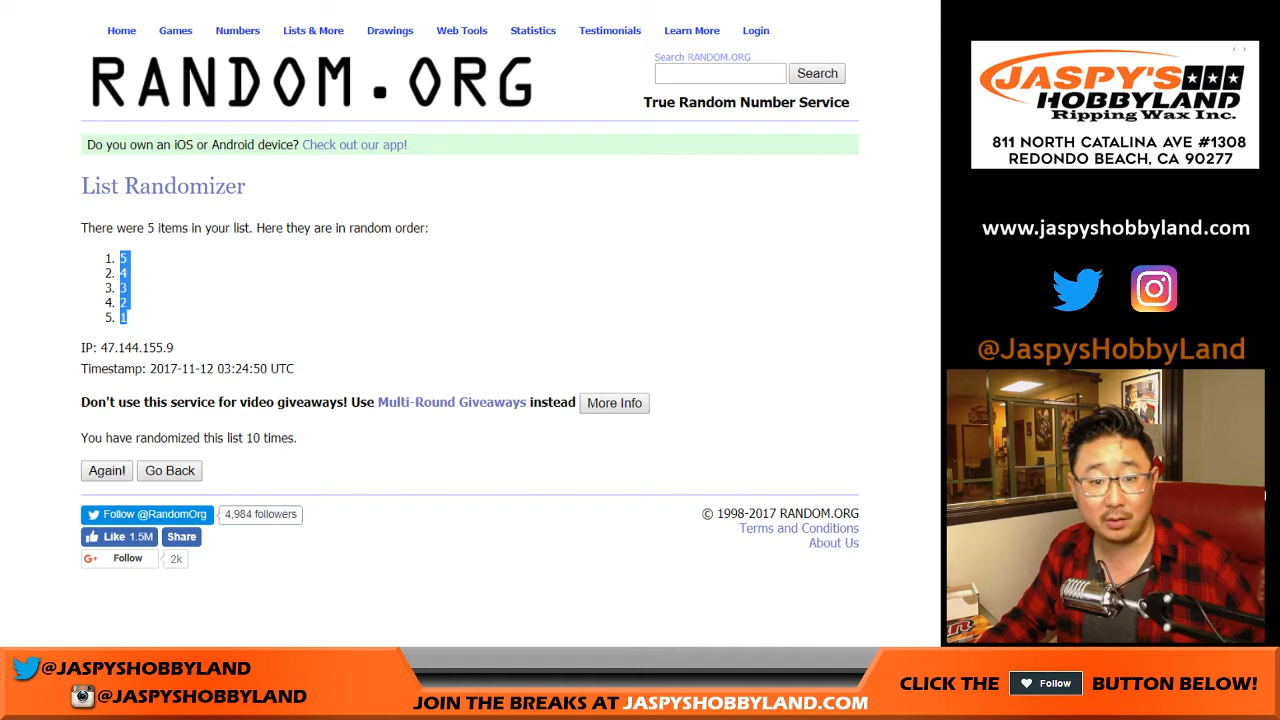 Home Games Numbers Lists & More Drawings Web Tools Statistics Testimonials Learn More Login
RANDOM.ORG
Search RANDOM.ORG
Search
True Random Number Service
Do you own an iOS or Android device? Check out our app!
List Randomizer
There were 5 items in your list. Here they are in random order:
1. 5
2. 4
3. 3
4. 2
5. 1
IP: 47.144.155.9
Timestamp: 2017-11-12 03:24:50 UTC
Don't use this service for video giveaways! Use Multi-Round Giveaways instead More Info
You have randomized this list 10 times.
Again! Go Back
Follow @RandomOrg 4,984 followers
Like 1.5M Share
G+ Follow 2k
© 1998-2017 RANDOM.ORG
Terms and Conditions
About Us
JASPY'S
HOBBYLAND
Ripping Wax Inc.
811 NORTH CATALINA AVE #1308
REDONDO BEACH, CA 90277
www.jaspyshobbyland.com
@JaspysHobbyLand
@JASPYSHOBBYLAND
@JASPYSHOBBYLAND
JOIN THE BREAKS AT JASPYSHOBBYLAND.COM
CLICK THE Follow BUTTON BELOW!